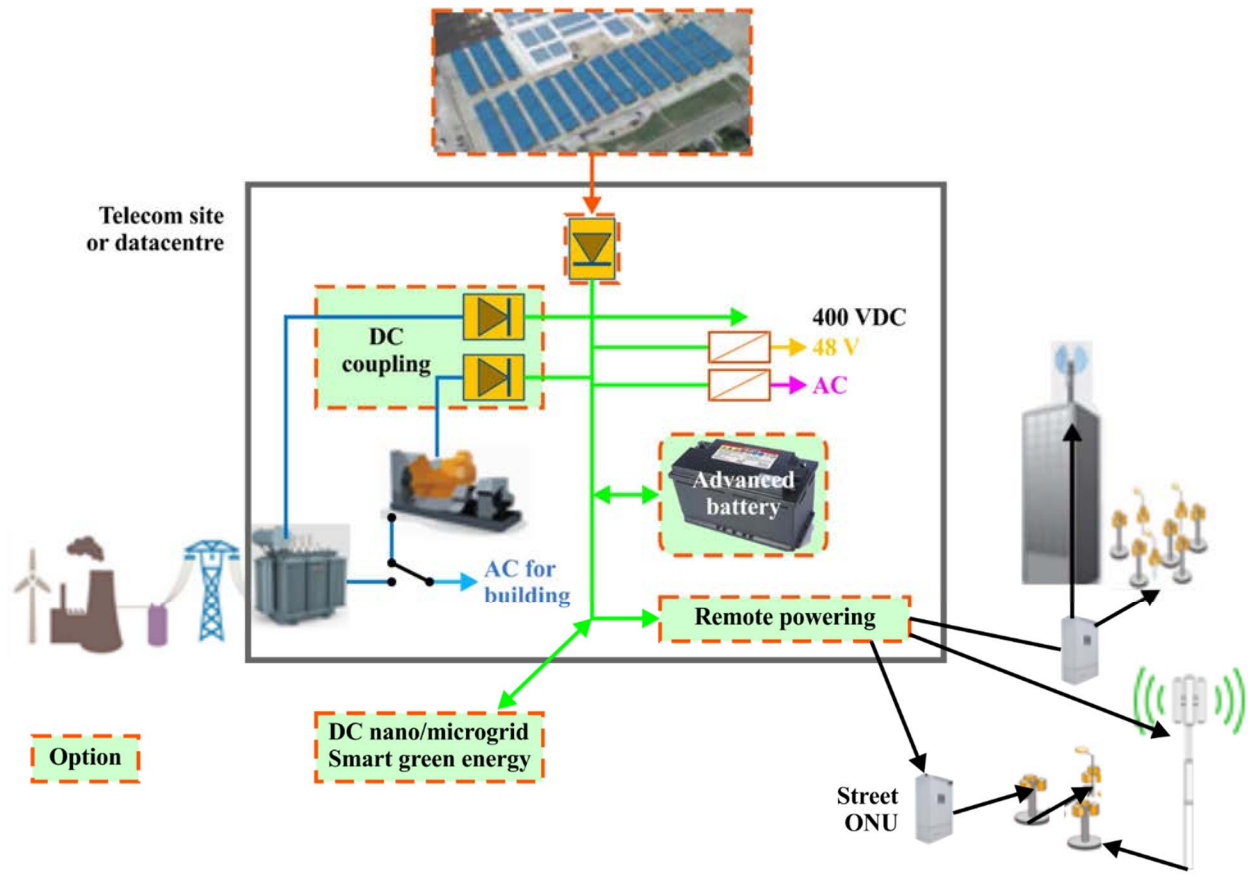 Telecom site
or datacentre
DC
coupling
400 VDC
48 V
AC
Advanced
battery
AC for
building
Remote powering
DC nano/microgrid
Smart green energy
Option
Street
ONU